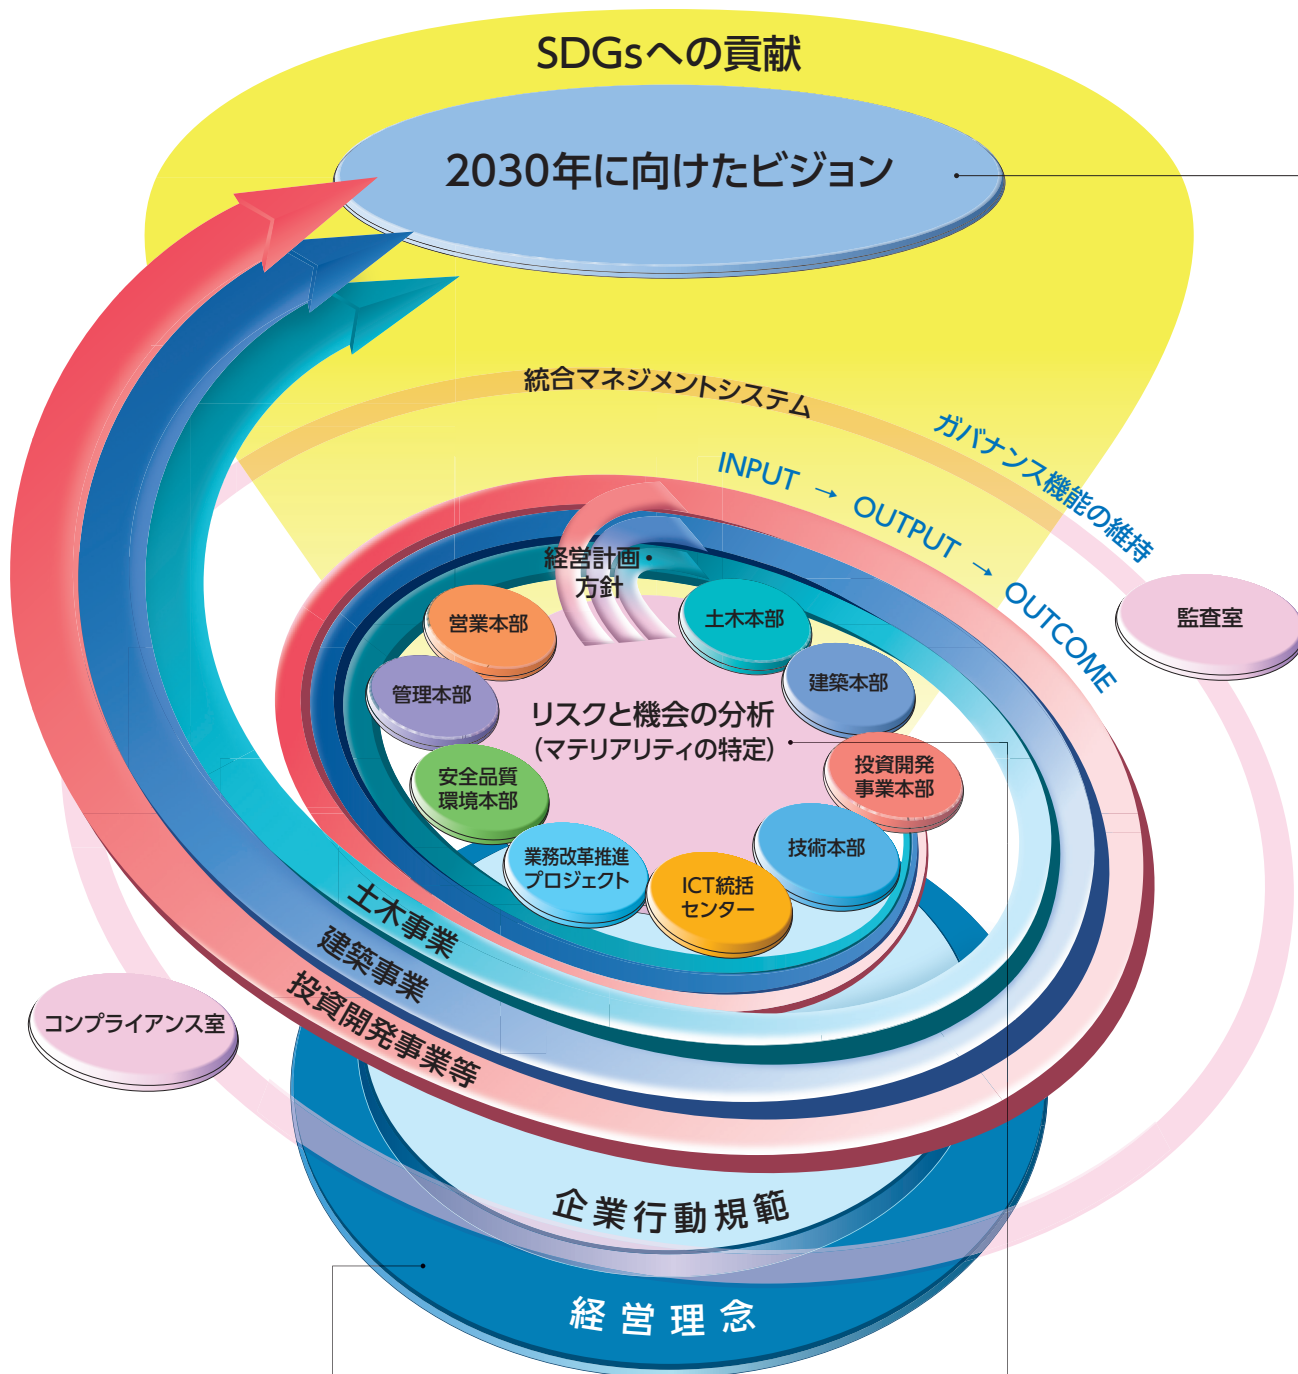 SDGsへの貢献
2030年に向けたビジョン
統合マネジメントシステム
ガバナンス機能の維持
INPUT → OUTPUT → OUTCOME
経営計画・
方針
営業本部
土木本部
監査室
管理本部
建築本部
リスクと機会の分析
(マテリアリティの特定)
安全品質
環境本部
投資開発
事業本部
業務改革推進
プロジェクト
技術本部
ICT統括
センター
土木事業
建築事業
投資開発事業等
コンプライアンス室
企業行動規範
経営理念